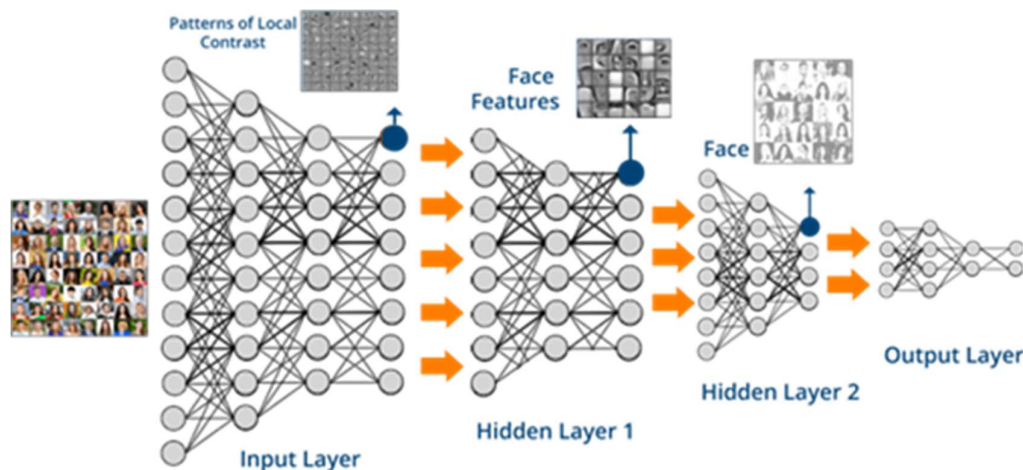 Patterns of Local
Contrast
Face
Features
Face
Input Layer
Hidden Layer 1
Hidden Layer 2
Output Layer